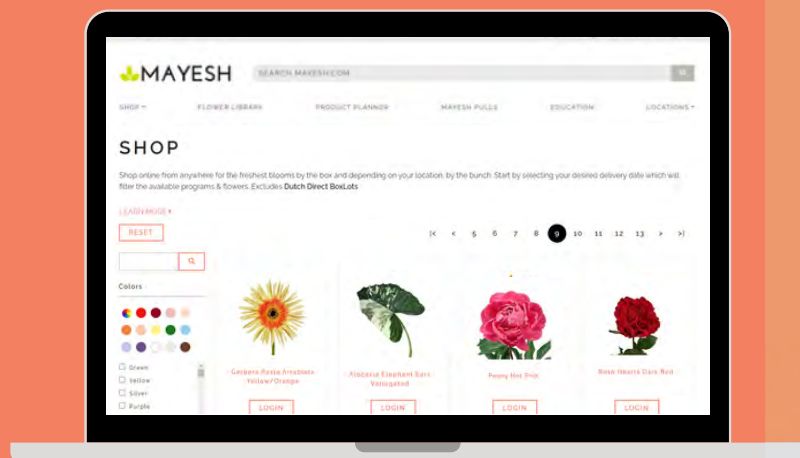 MAYESH
SEARCH MAYESH.COM
SHOP
FLOWER LIBRARY
PRODUCT PLANNER
MAYESH PULLS
EDUCATION
LOCATIONS
SHOP
Shop online from anywhere for the freshest blooms by the box and depending on your location, by the bunch. Start by selecting your desired delivery date which will
filter the available programs & flowers. Excludes Dutch Direct BoxLots
LEARN MORE
RESET
|< < 5 6 7 8 9 10 11 12 13 > >|
Colors
Green
Yellow
Silver
Purple
Gerbera Pasta
Yellow/Orange
LOGIN
Alocasia Elephant Ears
Variegated
LOGIN
Peony Hot Pink
LOGIN
Rose Hearts Dark Red
LOGIN